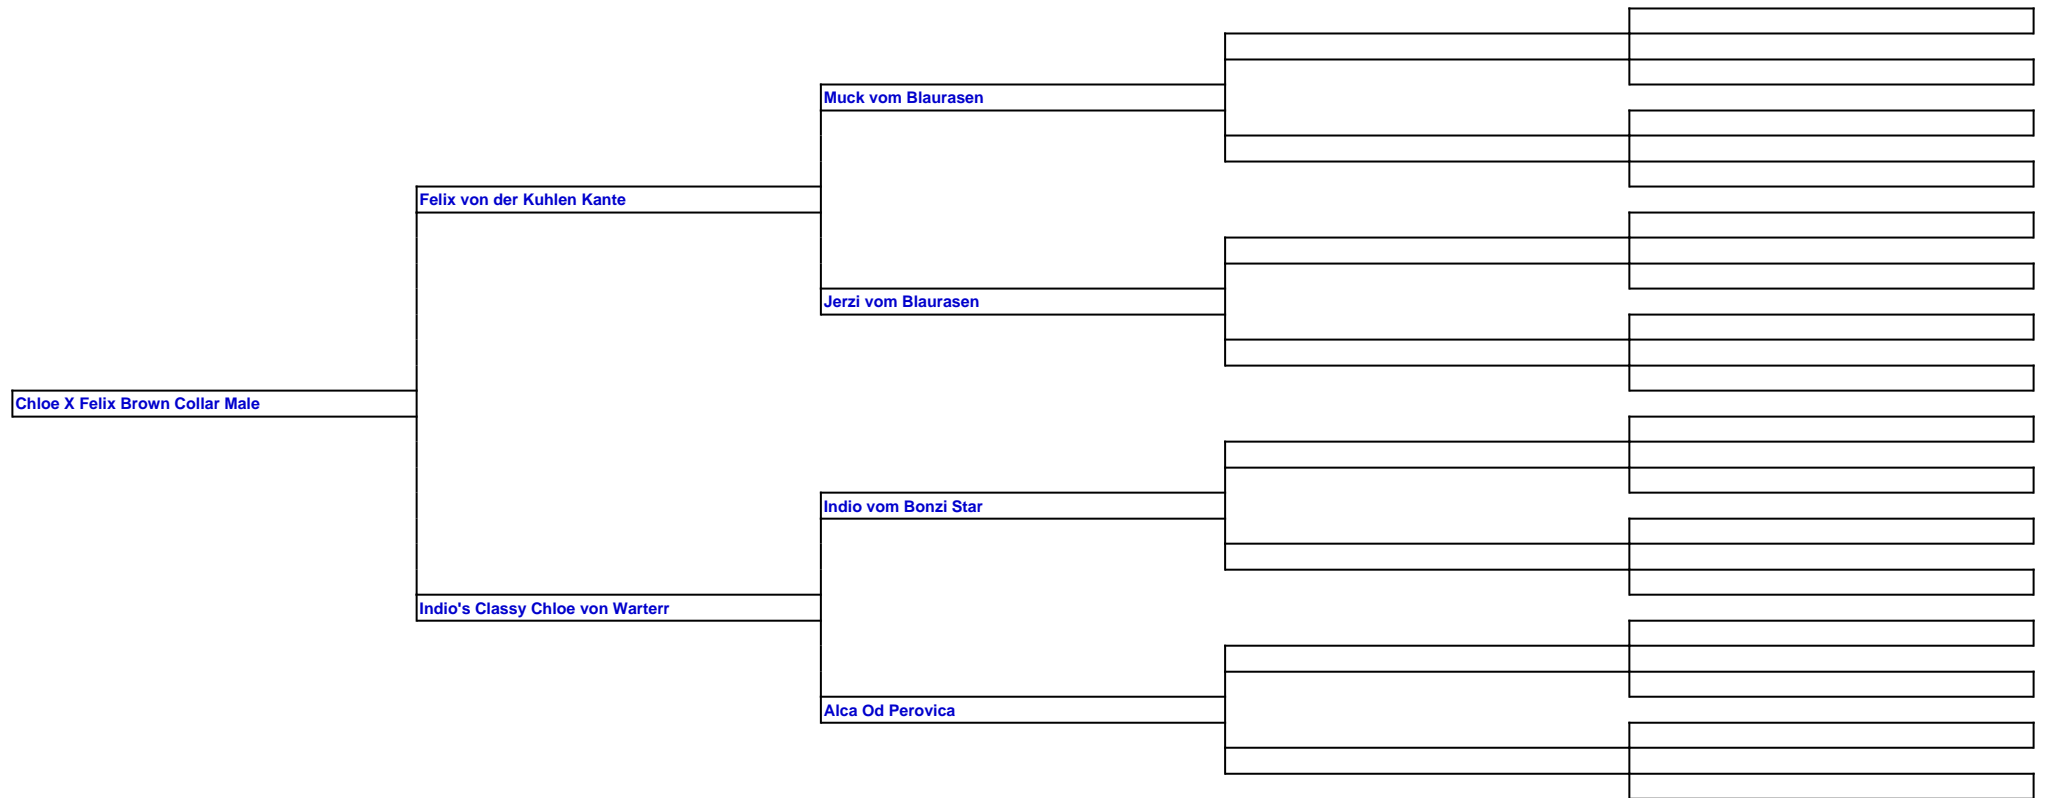 Muck vom Blaurasen
Felix von der Kuhlen Kante
Jerzi vom Blaurasen
Chloe X Felix Brown Collar Male
Indio vom Bonzi Star
Indio's Classy Chloe von Warterr
Alca Od Perovica